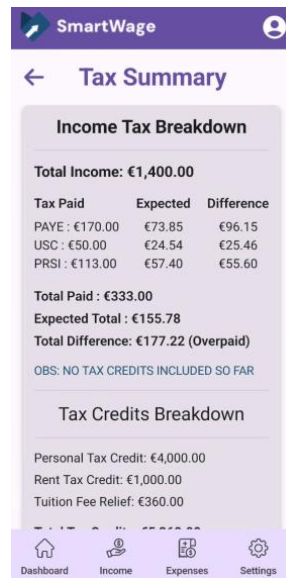 SmartWage
Tax Summary
Income Tax Breakdown
Total Income: €1,400.00
Tax Paid Expected Difference
PAYE : €170.00 €73.85 €96.15
USC : €50.00 €24.54 €25.46
PRSI : €113.00 €57.40 €55.60
Total Paid : €333.00
Expected Total : €155.78
Total Difference: €177.22 (Overpaid)
OBS: NO TAX CREDITS INCLUDED SO FAR
Tax Credits Breakdown
Personal Tax Credit: €4,000.00
Rent Tax Credit: €1,000.00
Tuition Fee Relief: €360.00
Dashboard Income Expenses Settings